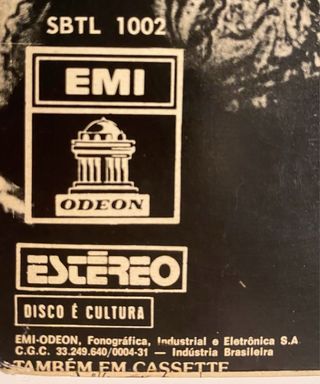 SBTL 1002
EMI
ODEON
ESTÉREO
DISCO É CULTURA
EMI-ODEON, Fonográfica, Industrial e Eletrônica S.A
C.G.C. 33.249.640/0004-31 — Indústria Brasileira
TAMBÉM EM CASSETTE